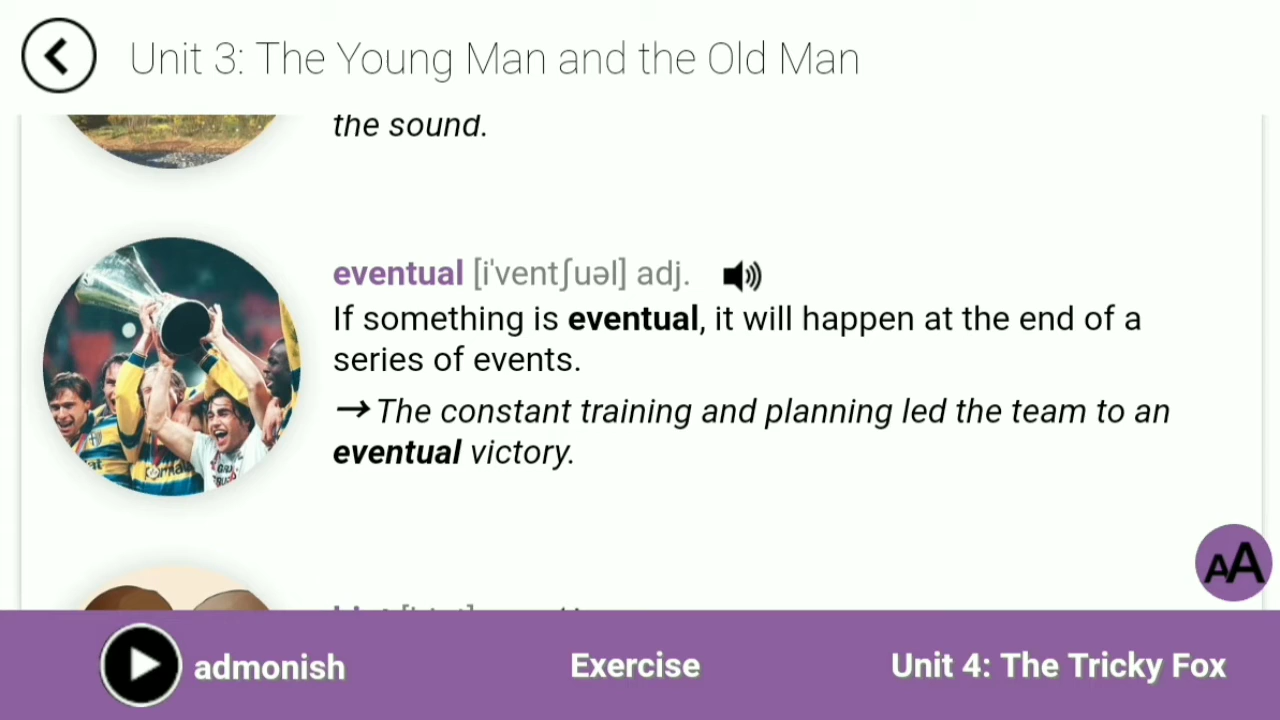 Unit 3: The Young Man and the Old Man
the sound.
eventual [iˈventʃuəl] adj.
If something is eventual, it will happen at the end of a
series of events.
→ The constant training and planning led the team to an
eventual victory.
AA
admonish
Exercise
Unit 4: The Tricky Fox